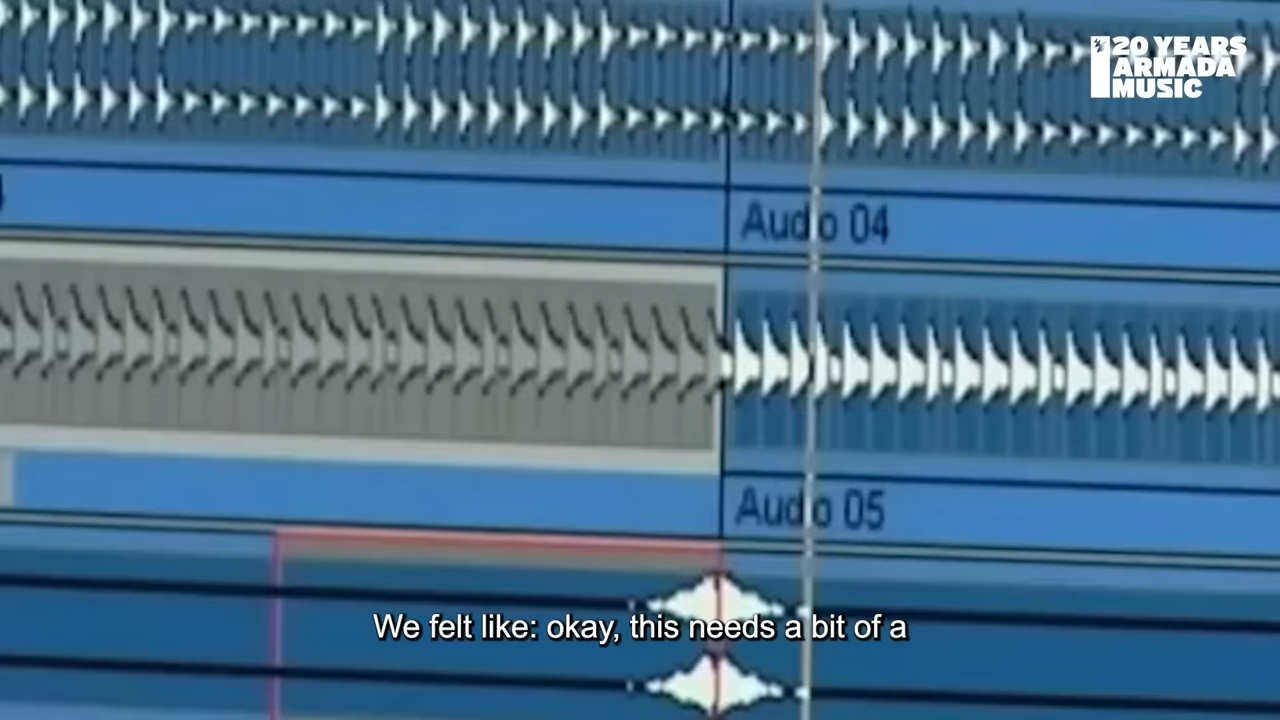 20 YEARS
ARMADA
MUSIC
Audio 04
Audio 05
We felt like: okay, this needs a bit of a